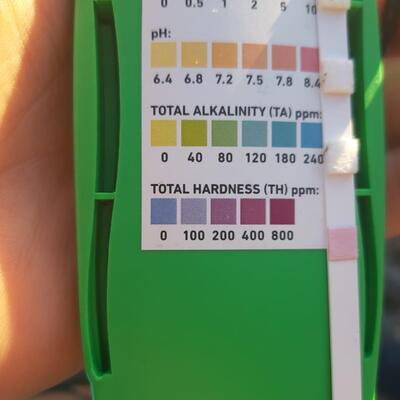 0 0.5 1 2 5 10
pH:
6.4 6.8 7.2 7.5 7.8 8.4
TOTAL ALKALINITY (TA) ppm:
0 40 80 120 180 240
TOTAL HARDNESS (TH) ppm:
0 100 200 400 800